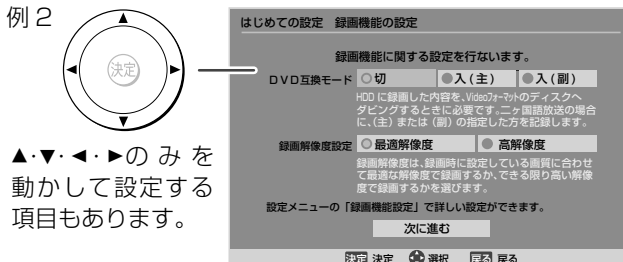 例2
決定
▲・▼・◀・▶のみを
動かして設定する
項目もあります。
はじめての設定 録画機能の設定
録画機能に関する設定を行ないます。
DVD互換モード ○切 ●入(主) ●入(副)
HDDに録画した内容を、Videoフォーマットのディスクへ
ダビングするときに必要です。二ヶ国語放送の場合
に、(主)または(副)の指定した方を記録します。
録画解像度設定 ○最適解像度 ●高解像度
録画解像度は、録画時に設定している画質に合わせ
て最適な解像度で録画するか、できる限り高い解像
度で録画するかを選びます。
設定メニューの「録画機能設定」で詳しい設定ができます。
次に進む
決定 決定 選択 戻る 戻る